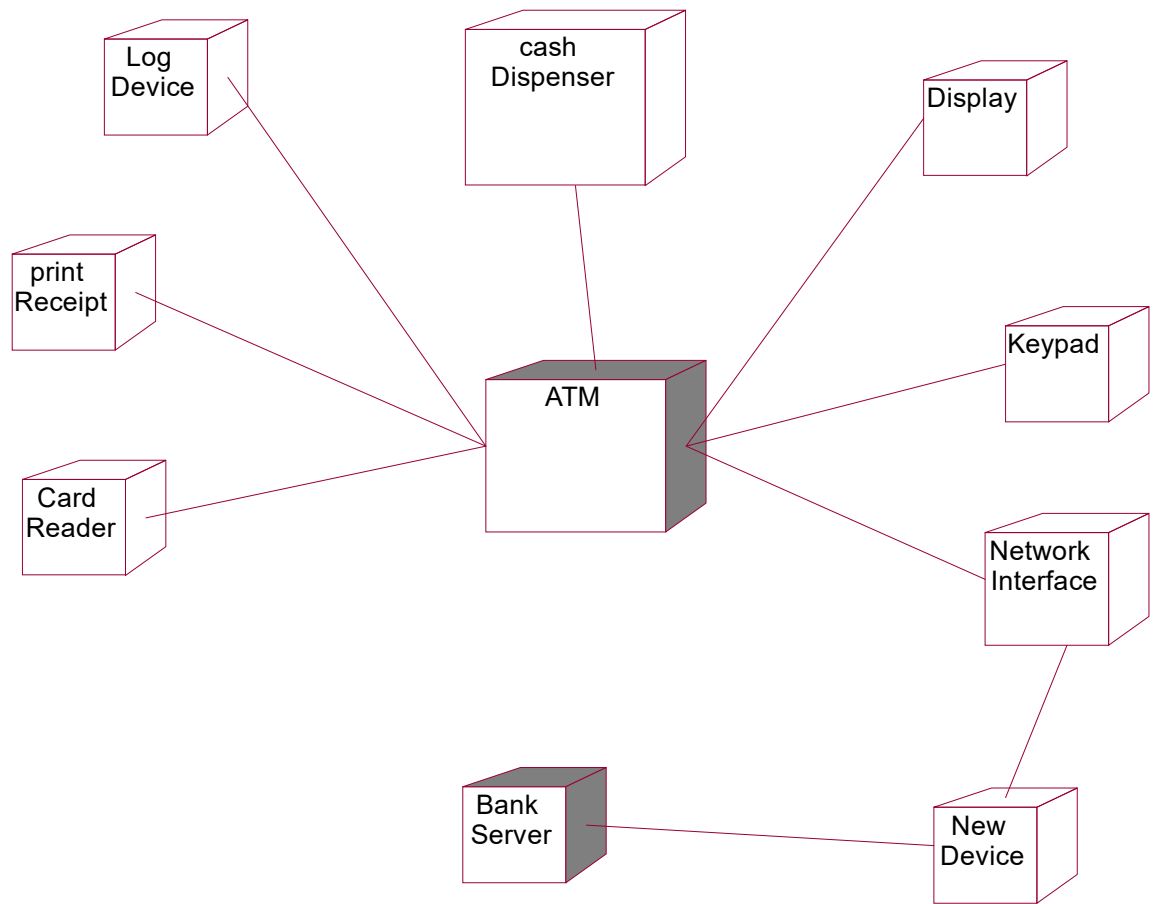 Log
Device
cash
Dispenser
Display
print
Receipt
Keypad
ATM
Card
Reader
Network
Interface
Bank
Server
New
Device